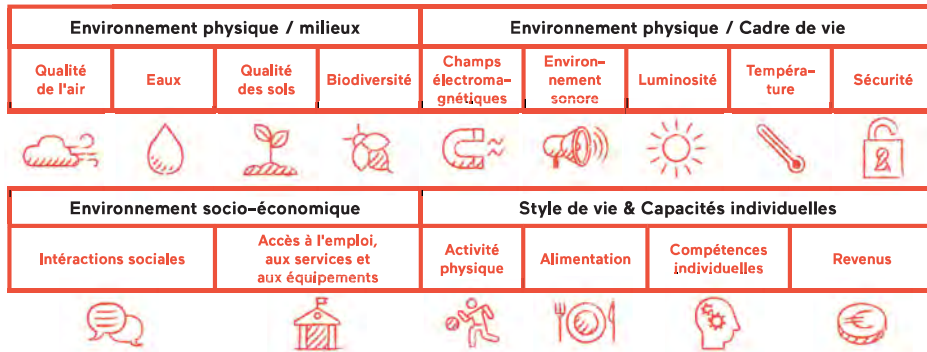 Environnement physique / milieux
Environnement physique / Cadre de vie
Qualité
de l'air
Eaux
Qualité
des sols
Biodiversité
Champs
électroma-
gnétiques
Environ-
nement
sonore
Luminosité
Tempéra-
ture
Sécurité
Environnement socio-économique
Style de vie & Capacités individuelles
Intéractions sociales
Accès à l'emploi,
aux services et
aux équipements
Activité
physique
Alimentation
Compétences
individuelles
Revenus